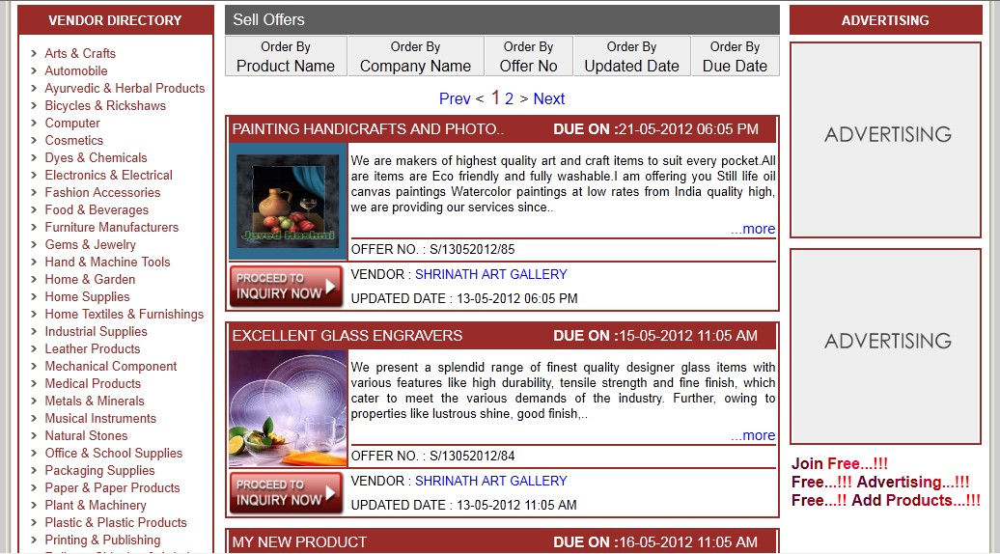 VENDOR DIRECTORY
Arts & Crafts
Automobile
Ayurvedic & Herbal Products
Bicycles & Rickshaws
Computer
Cosmetics
Dyes & Chemicals
Electronics & Electrical
Fashion Accessories
Food & Beverages
Furniture Manufacturers
Gems & Jewelry
Hand & Machine Tools
Home & Garden
Home Supplies
Home Textiles & Furnishings
Industrial Supplies
Leather Products
Mechanical Component
Medical Products
Metals & Minerals
Musical Instruments
Natural Stones
Office & School Supplies
Packaging Supplies
Paper & Paper Products
Plant & Machinery
Plastic & Plastic Products
Printing & Publishing
Sell Offers
Order By Product Name
Order By Company Name
Order By Offer No
Order By Updated Date
Order By Due Date
Prev < 1 2 > Next
PAINTING HANDICRAFTS AND PHOTO.. DUE ON :21-05-2012 06:05 PM
Javed Hashmi
We are makers of highest quality art and craft items to suit every pocket.All
are items are Eco friendly and fully washable.I am offering you Still life oil
canvas paintings Watercolor paintings at low rates from India quality high,
we are providing our services since..
...more
OFFER NO. : S/13052012/85
PROCEED TO
INQUIRY NOW
VENDOR : SHRINATH ART GALLERY
UPDATED DATE : 13-05-2012 06:05 PM
EXCELLENT GLASS ENGRAVERS DUE ON :15-05-2012 11:05 AM
We present a splendid range of finest quality designer glass items with
various features like high durability, tensile strength and fine finish, which
cater to meet the various demands of the industry. Further, owing to
properties like lustrous shine, good finish,..
...more
OFFER NO. : S/13052012/84
PROCEED TO
INQUIRY NOW
VENDOR : SHRINATH ART GALLERY
UPDATED DATE : 13-05-2012 11:05 AM
MY NEW PRODUCT DUE ON :16-05-2012 11:05 AM
ADVERTISING
ADVERTISING
ADVERTISING
Join Free...!!!
Free...!!! Advertising...!!!
Free...!! Add Products...!!!